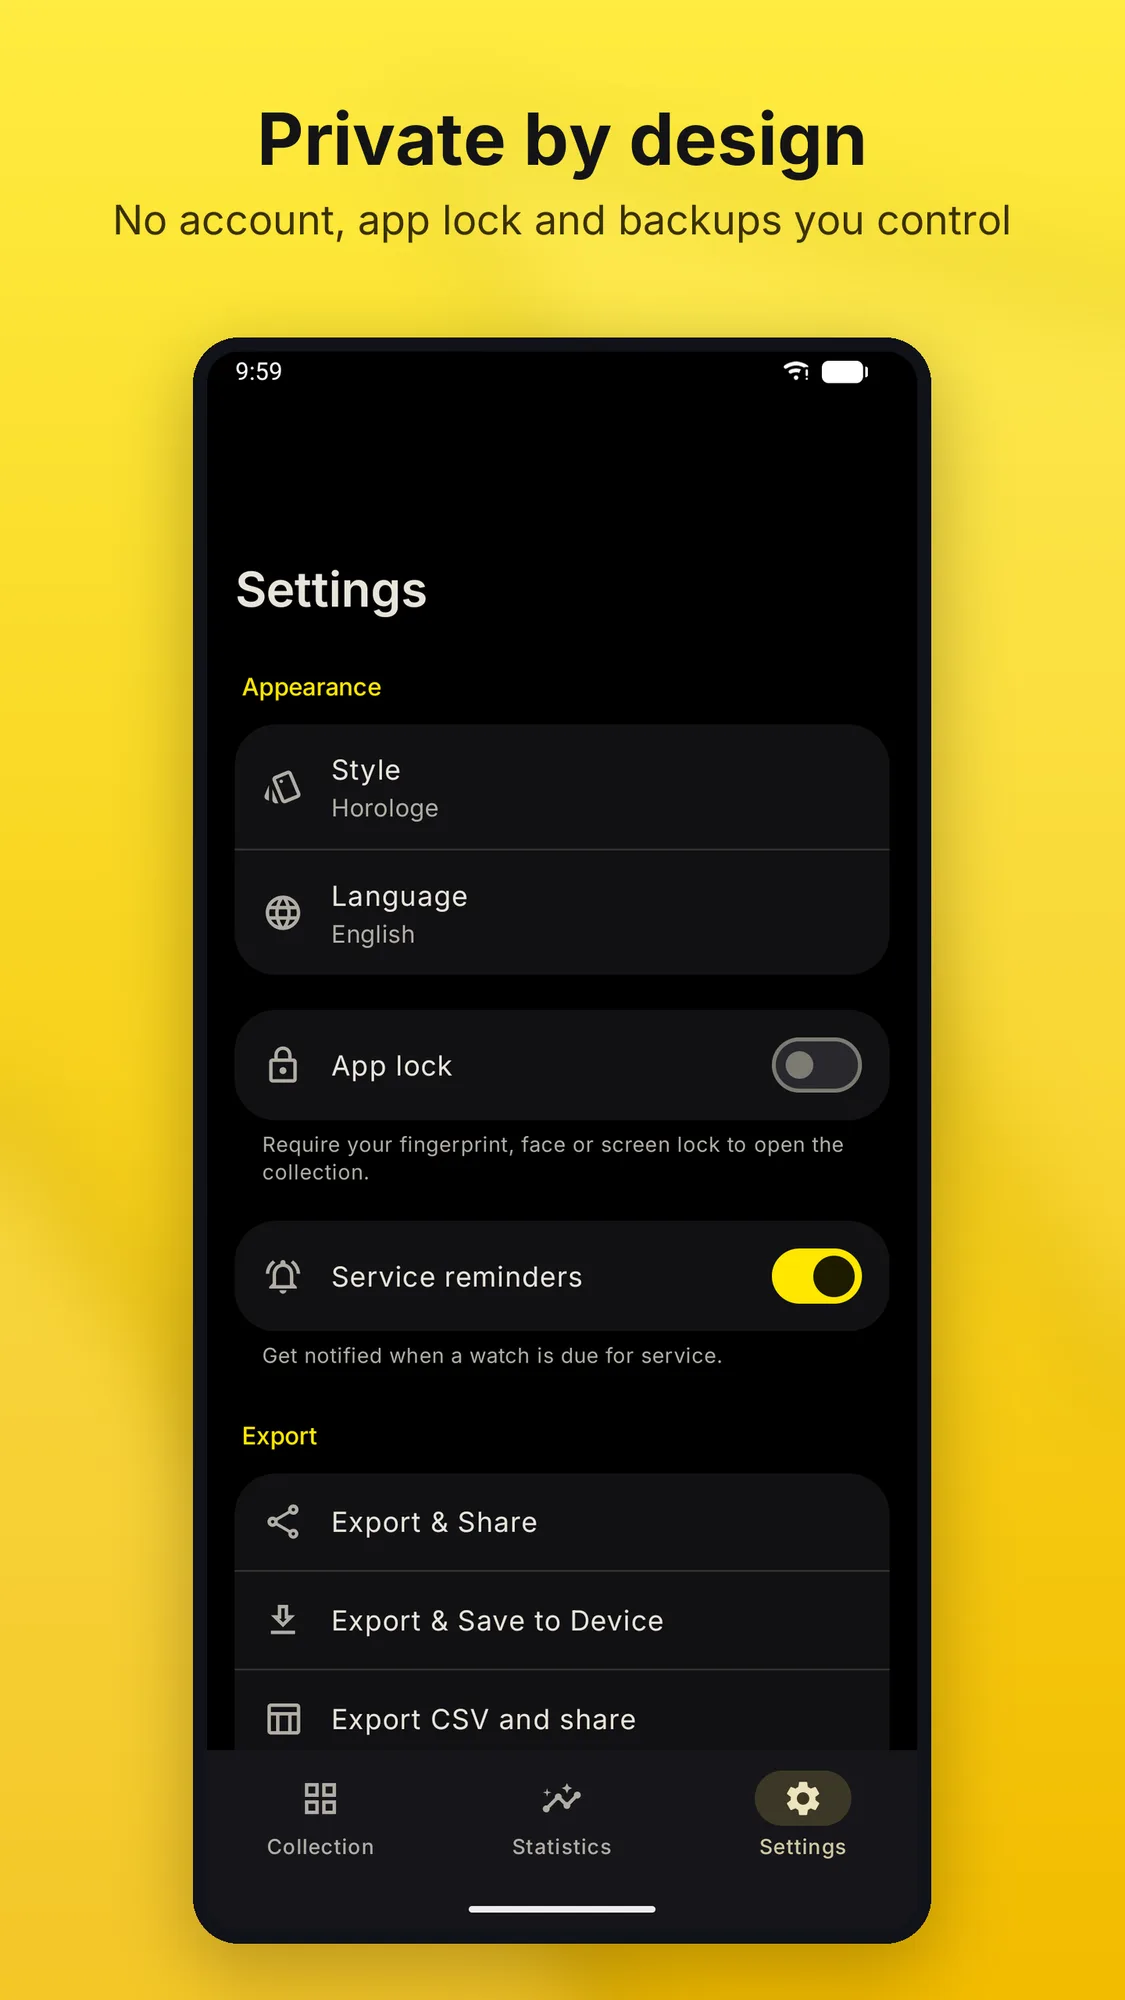 Private by design
No account, app lock and backups you control
9:59
Settings
Appearance
Style
Horologe
Language
English
App lock
Require your fingerprint, face or screen lock to open the
collection.
Service reminders
Get notified when a watch is due for service.
Export
Export & Share
Export & Save to Device
Export CSV and share
Collection
Statistics
Settings